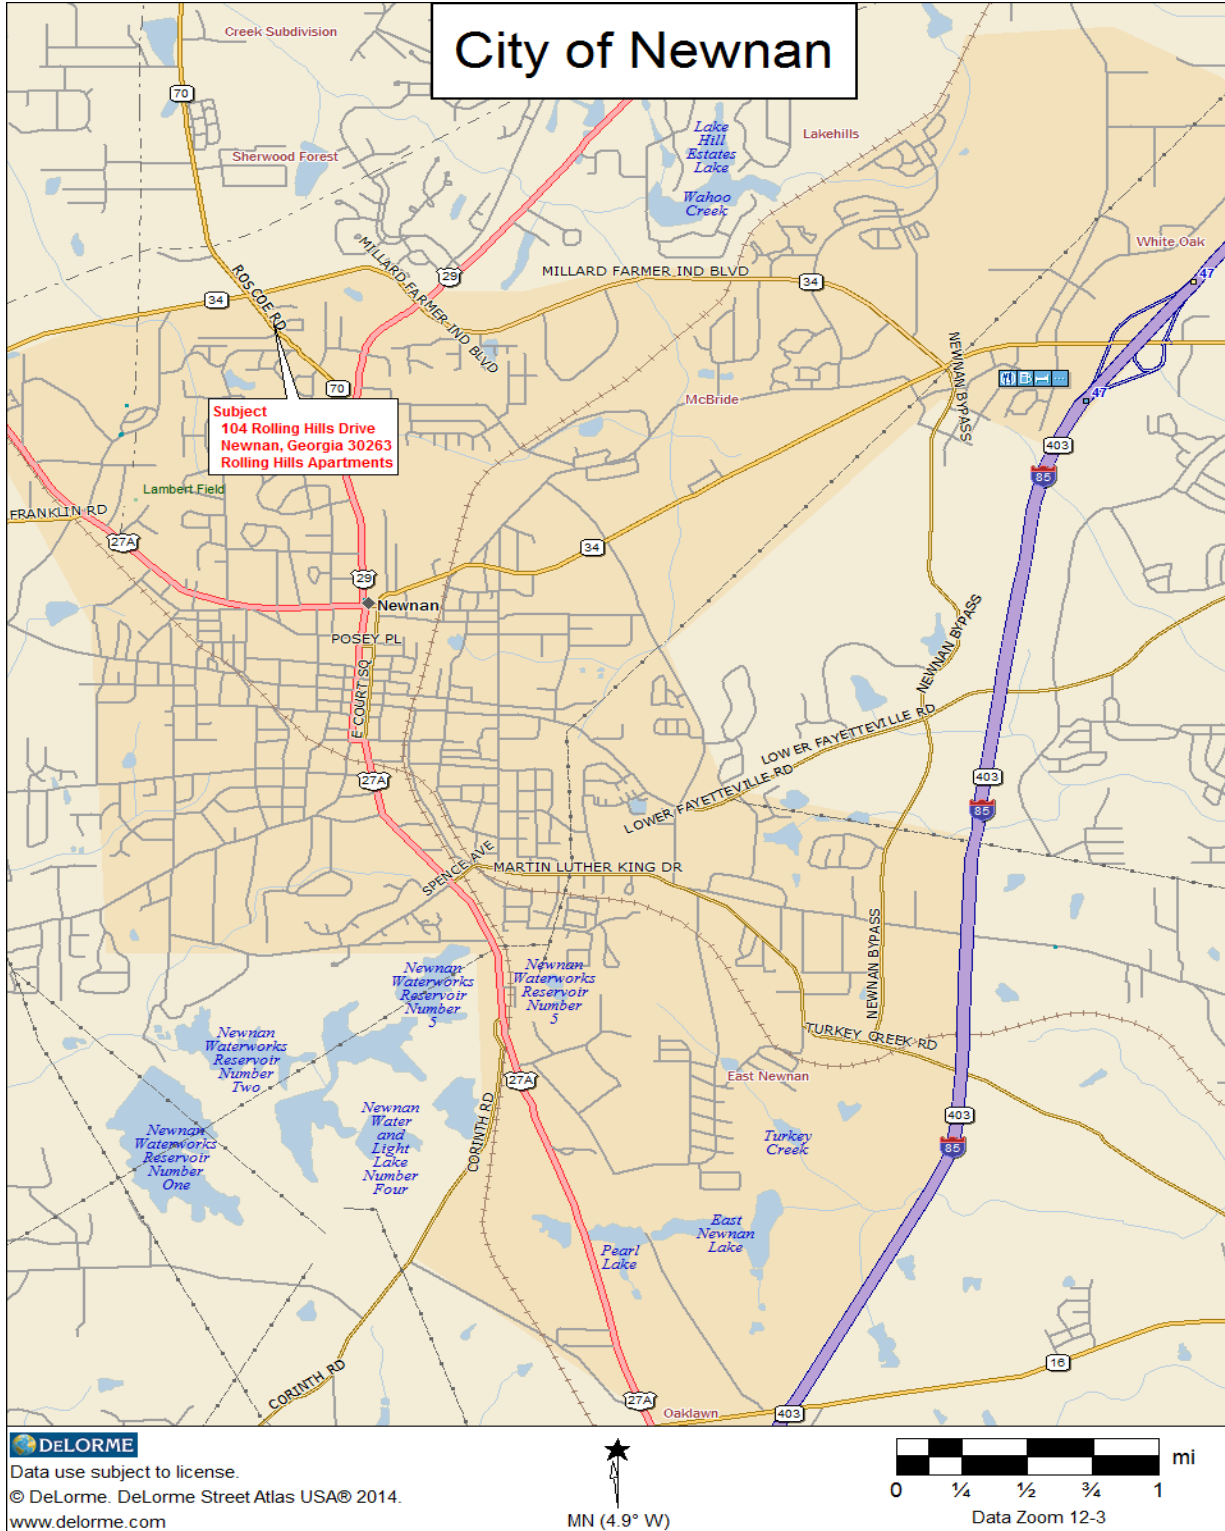 City of Newnan
Creek Subdivision
70
Sherwood Forest
Lake
Hill
Estates
Lake
Wahoo
Creek
Lakehills
White Oak
47
29
MILLARD FARMER IND BLVD
MILLARD FARMER IND BLVD
34
34
ROSCOE RD
70
NEWNAN BYPASS
47
McBride
Subject
104 Rolling Hills Drive
Newnan, Georgia 30263
Rolling Hills Apartments
403
85
Lambert Field
FRANKLIN RD
27A
34
29
Newnan
POSEY PL
E COURT SQ
NEWNAN BYPASS
LOWER FAYETTEVILLE RD
LOWER FAYETTEVILLE RD
403
85
27A
SPENCE AVE
MARTIN LUTHER KING DR
NEWNAN BYPASS
Newnan
Waterworks
Reservoir
Number
5
Newnan
Waterworks
Reservoir
Number
5
Newnan
Waterworks
Reservoir
Number
Two
TURKEY CREEK RD
27A
East Newnan
Newnan
Water
and
Light
Lake
Number
Four
CORINTH RD
403
85
Newnan
Waterworks
Reservoir
Number
One
Turkey
Creek
East
Newnan
Lake
Pearl
Lake
CORINTH RD
16
27A
Oaklawn
403
DELORME
Data use subject to license.
© DeLorme. DeLorme Street Atlas USA® 2014.
www.delorme.com
MN (4.9° W)
mi
0 ¼ ½ ¾ 1
Data Zoom 12-3